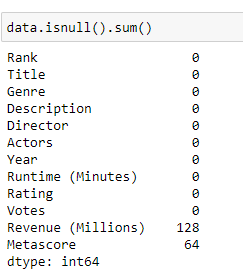 data.isnull().sum()
Rank 0
Title 0
Genre 0
Description 0
Director 0
Actors 0
Year 0
Runtime (Minutes) 0
Rating 0
Votes 0
Revenue (Millions) 128
Metascore 64
dtype: int64